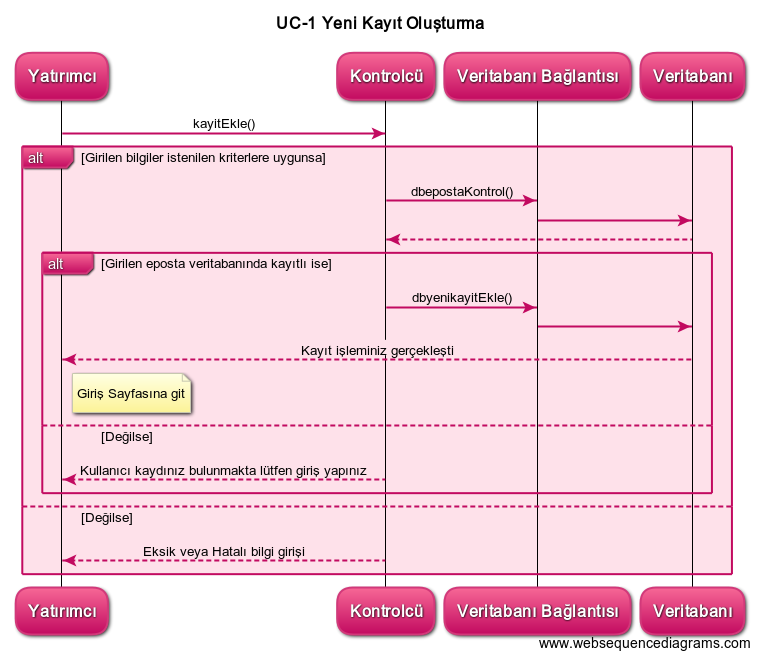 UC-1 Yeni Kayıt Oluşturma
Yatırımcı
Kontrolcü
Veritabanı Bağlantısı
Veritabanı
kayitEkle()
alt
[Girilen bilgiler istenilen kriterlere uygunsa]
dbepostaKontrol()
alt
[Girilen eposta veritabanında kayıtlı ise]
dbyenikayitEkle()
Kayıt işleminiz gerçekleşti
Giriş Sayfasına git
[Değilse]
Kullanıcı kaydınız bulunmakta lütfen giriş yapınız
[Değilse]
Eksik veya Hatalı bilgi girişi
Yatırımcı
Kontrolcü
Veritabanı Bağlantısı
Veritabanı
www.websequencediagrams.com